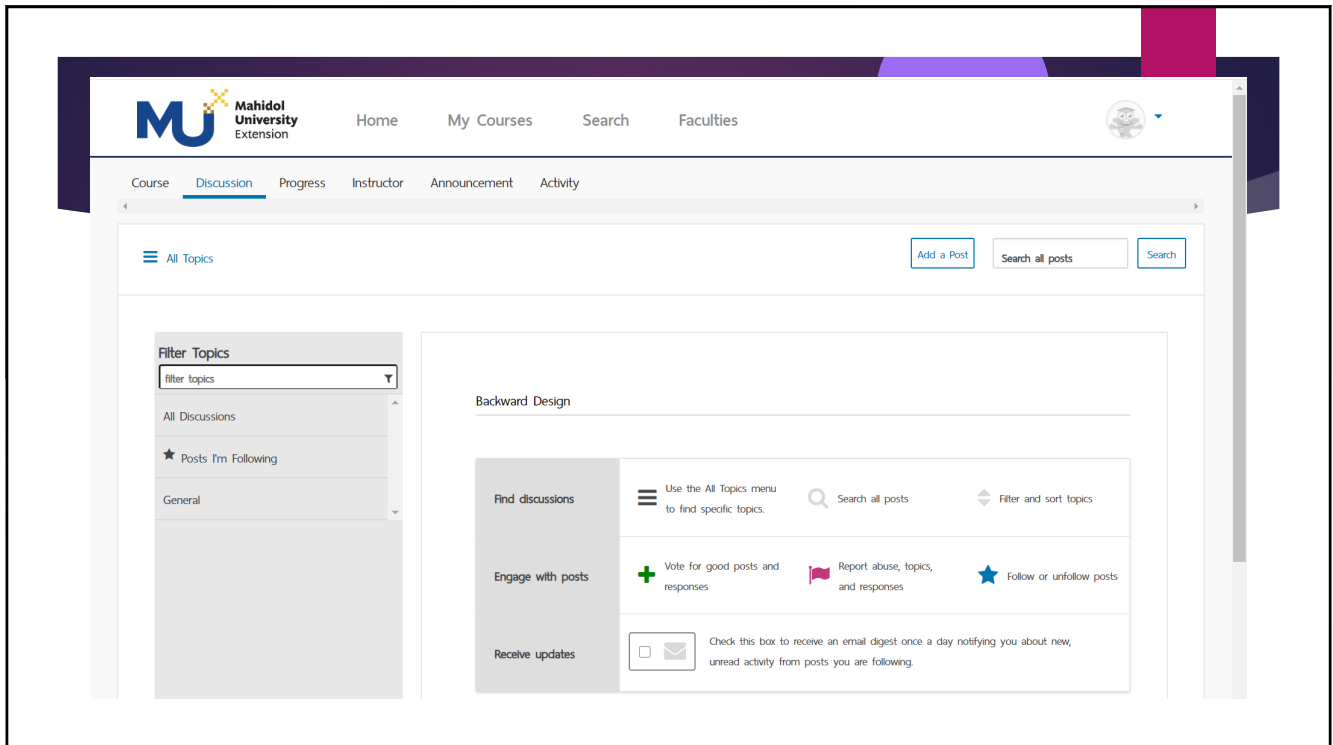 Mahidol
University
Extension
Home My Courses Search Faculties
Course Discussion Progress Instructor Announcement Activity
All Topics
Add a Post
Search all posts
Search
Filter Topics
filter topics
All Discussions
Posts I'm Following
General
Backward Design
Find discussions
Use the All Topics menu
to find specific topics.
Search all posts
Filter and sort topics
Engage with posts
Vote for good posts and
responses
Report abuse, topics,
and responses
Follow or unfollow posts
Receive updates
Check this box to receive an email digest once a day notifying you about new,
unread activity from posts you are following.